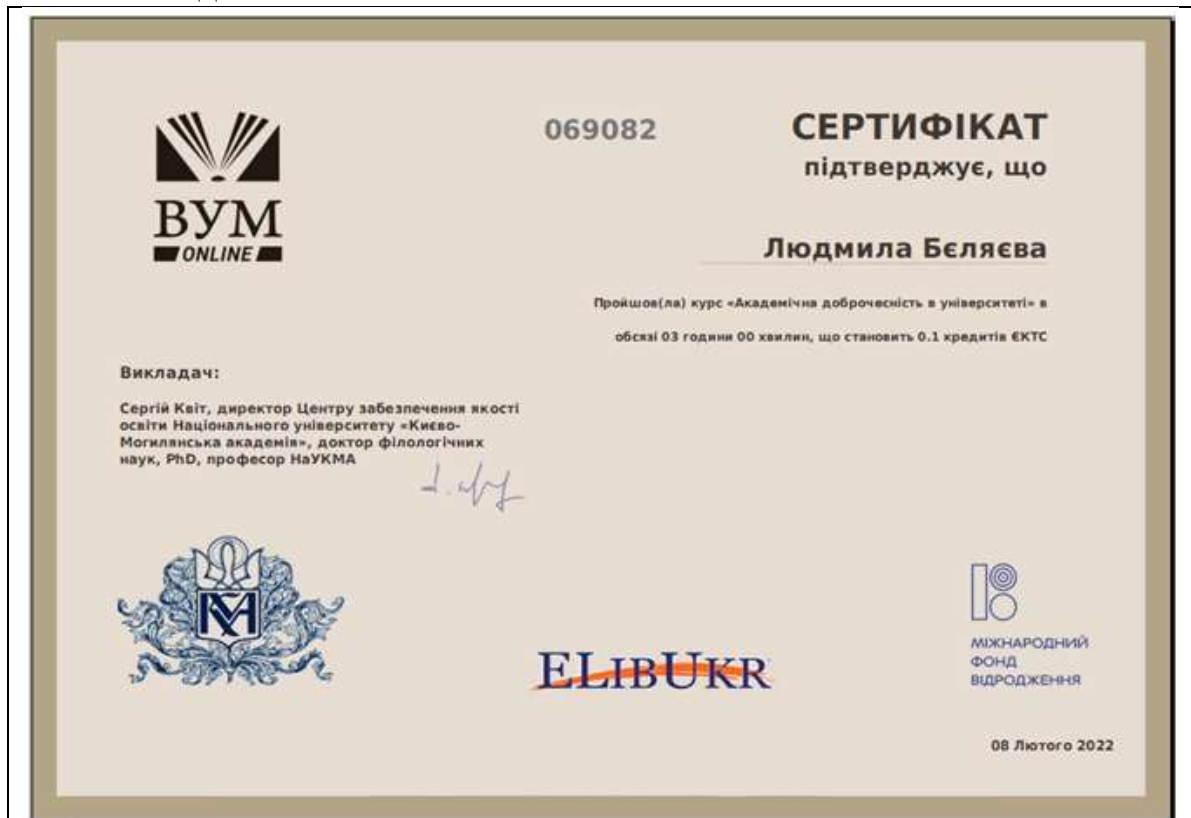 069082
СЕРТИФІКАТ
підтверджує, що
ВУМ
ONLINE
Людмила Бєляєва
Пройшов(ла) курс «Академічна доброчесність в університеті» в
обсязі 03 години 00 хвилин, що становить 0.1 кредитів ЄКТС
Викладач:
Сергій Квіт, директор Центру забезпечення якості
освіти Національного університету «Києво-
Могилянська академія», доктор філологічних
наук, PhD, професор НаУКМА
ELIBUKR
МІЖНАРОДНИЙ
ФОНД
ВІДРОДЖЕННЯ
08 Лютого 2022